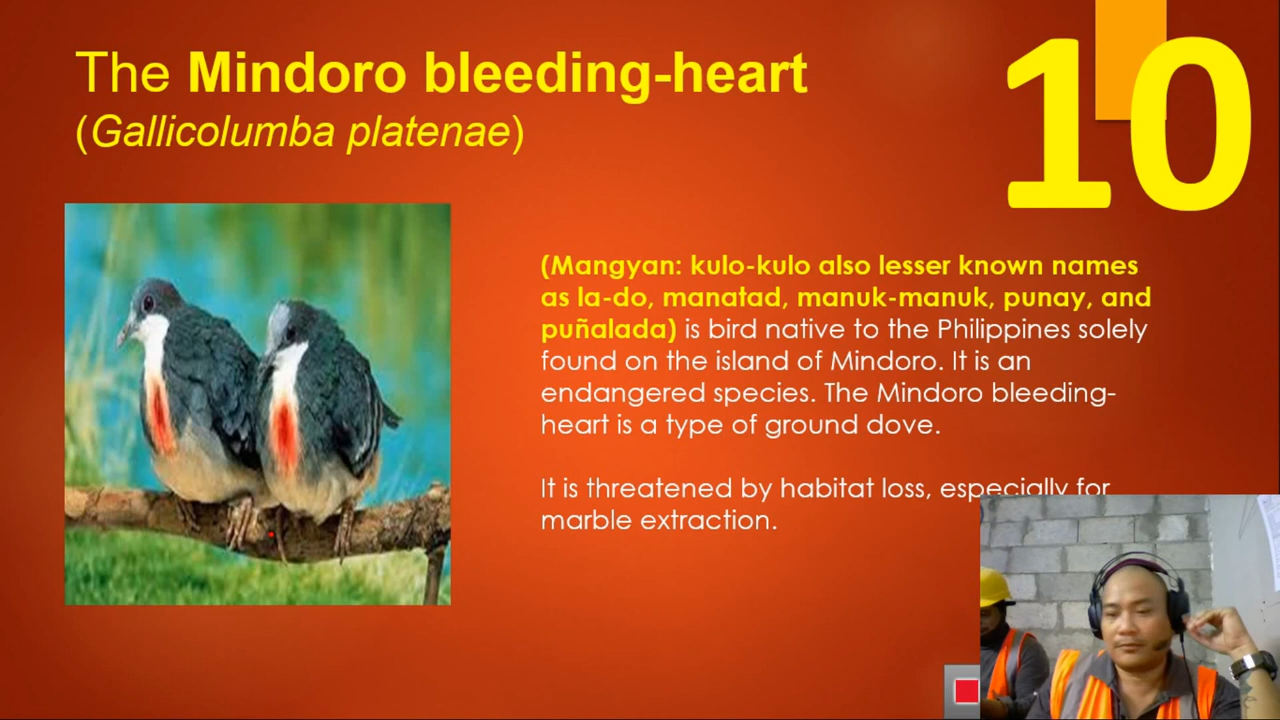 The Mindoro bleeding-heart
(Gallicolumba platenae)
10
(Mangyan: kulo-kulo also lesser known names
as la-do, manatad, manuk-manuk, punay, and
puñalada) is bird native to the Philippines solely
found on the island of Mindoro. It is an
endangered species. The Mindoro bleeding-
heart is a type of ground dove.
It is threatened by habitat loss, especially for
marble extraction.